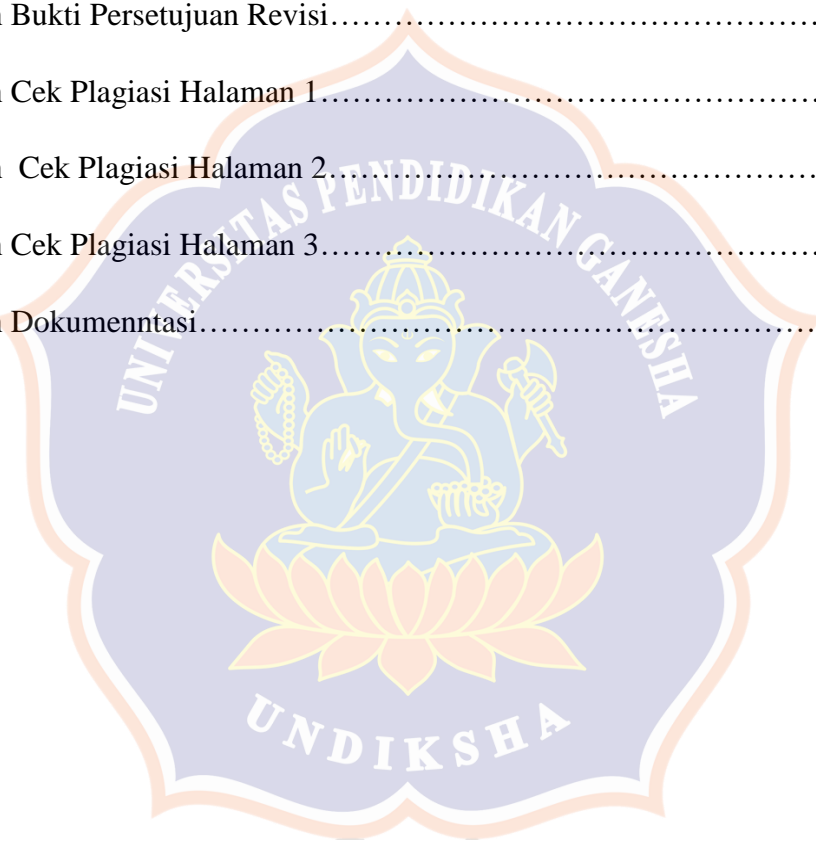 n Bukti Persetujuan Revisi……………………………………………
n Cek Plagiasi Halaman 1……………………………………………
n  Cek Plagiasi Halaman 2……………………………………………
n Cek Plagiasi Halaman 3……………………………………………
n Dokumenntasi………………………………………………………
UNIVERSITAS PENDIDIKAN GANESHA
UNDIKSHA